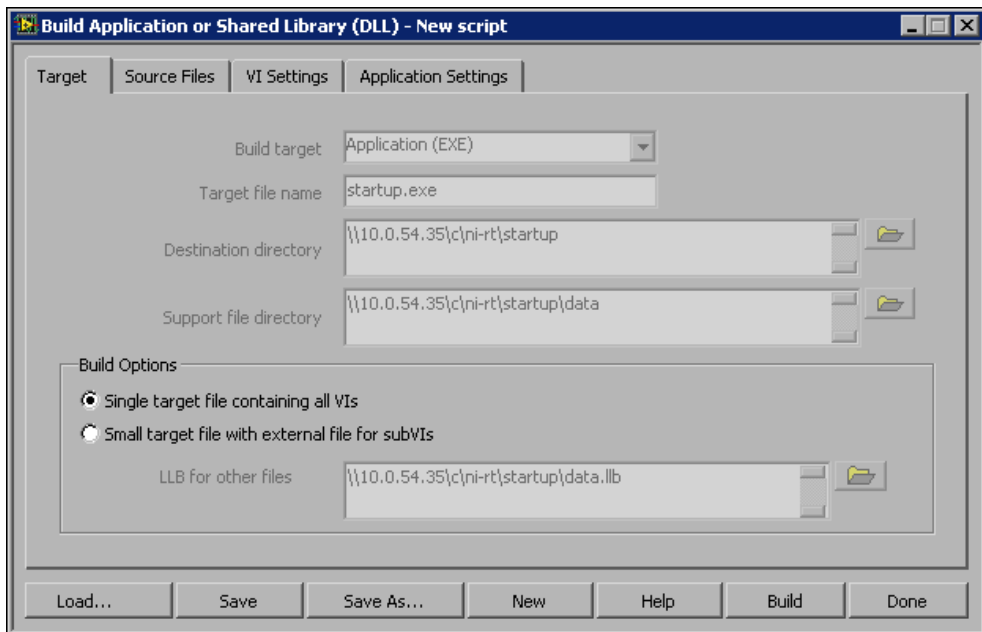 Build Application or Shared Library (DLL) - New script
Target Source Files VI Settings Application Settings
Build target Application (EXE)
Target file name startup.exe
Destination directory \\10.0.54.35\c\ni-rt\startup
Support file directory \\10.0.54.35\c\ni-rt\startup\data
Build Options
Single target file containing all VIs
Small target file with external file for subVIs
LLB for other files \\10.0.54.35\c\ni-rt\startup\data.llb
Load... Save Save As... New Help Build Done